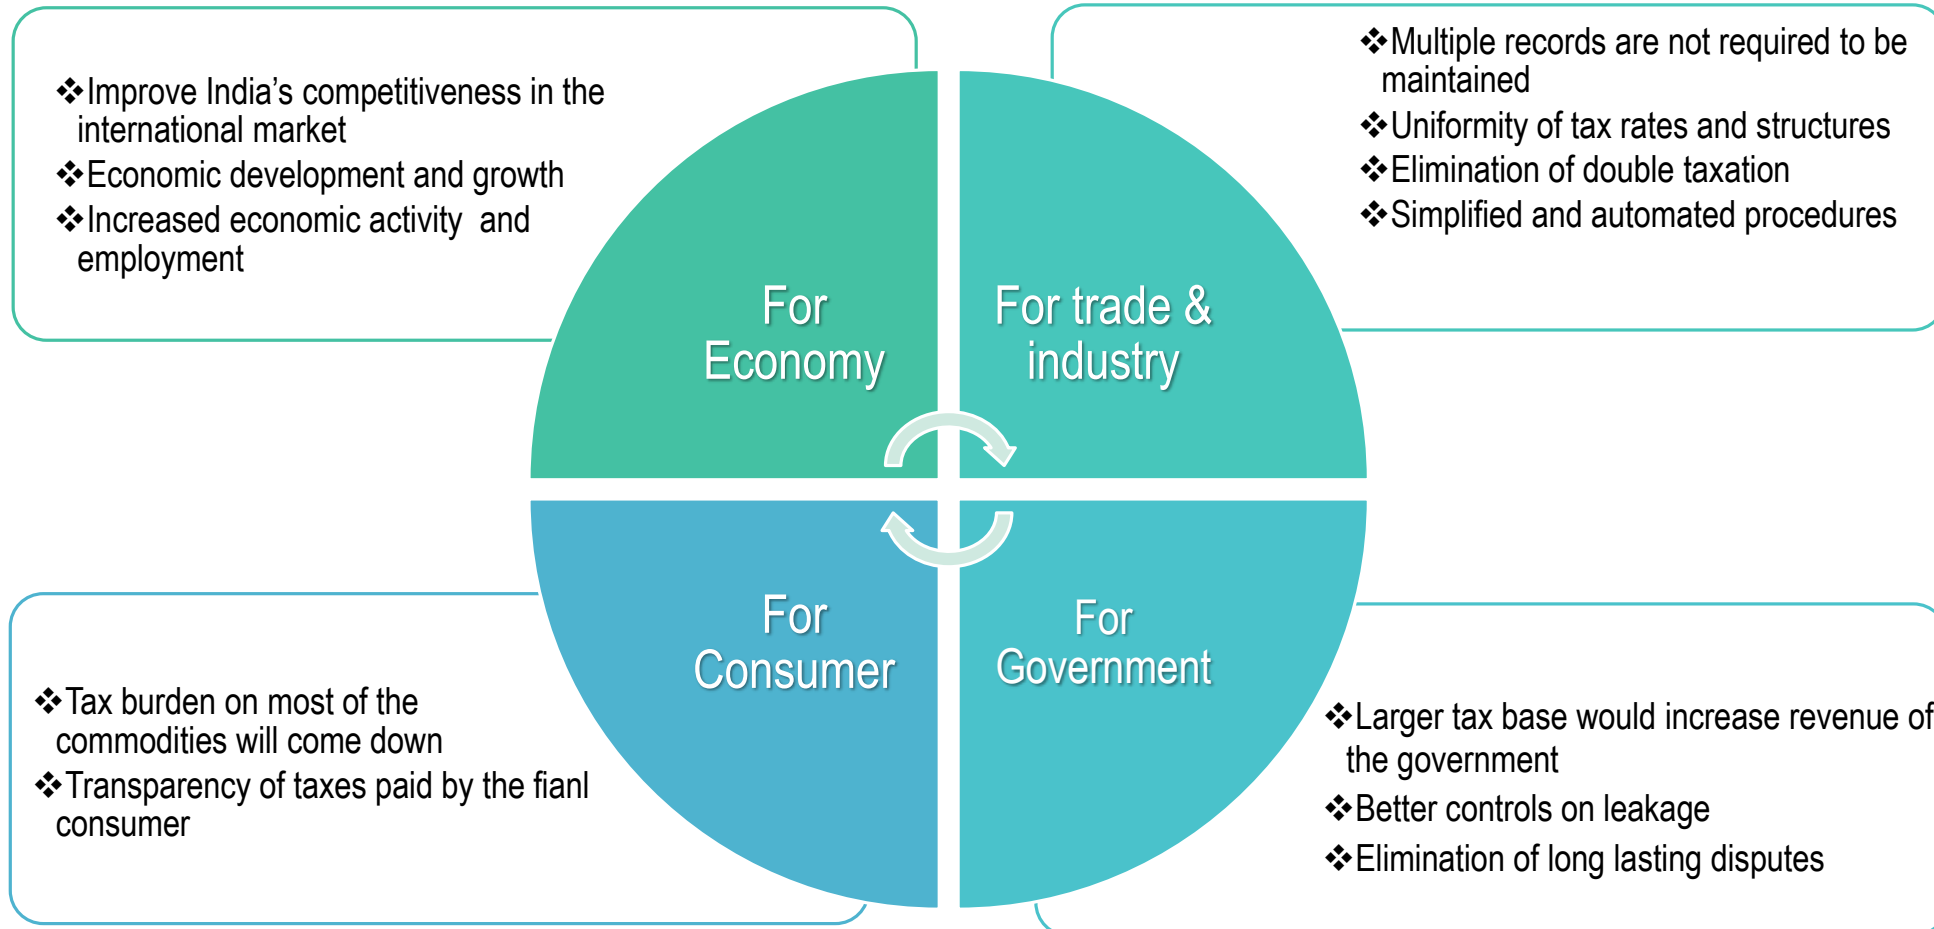 ❖Improve India’s competitiveness in the
international market
❖Economic development and growth
❖Increased economic activity  and
employment
For
Economy
❖Multiple records are not required to be
maintained
❖Uniformity of tax rates and structures
❖Elimination of double taxation
❖Simplified and automated procedures
For trade &
industry
❖Tax burden on most of the
commodities will come down
❖Transparency of taxes paid by the fianl
consumer
For
Consumer
For
Government
❖Larger tax base would increase revenue of
the government
❖Better controls on leakage
❖Elimination of long lasting disputes